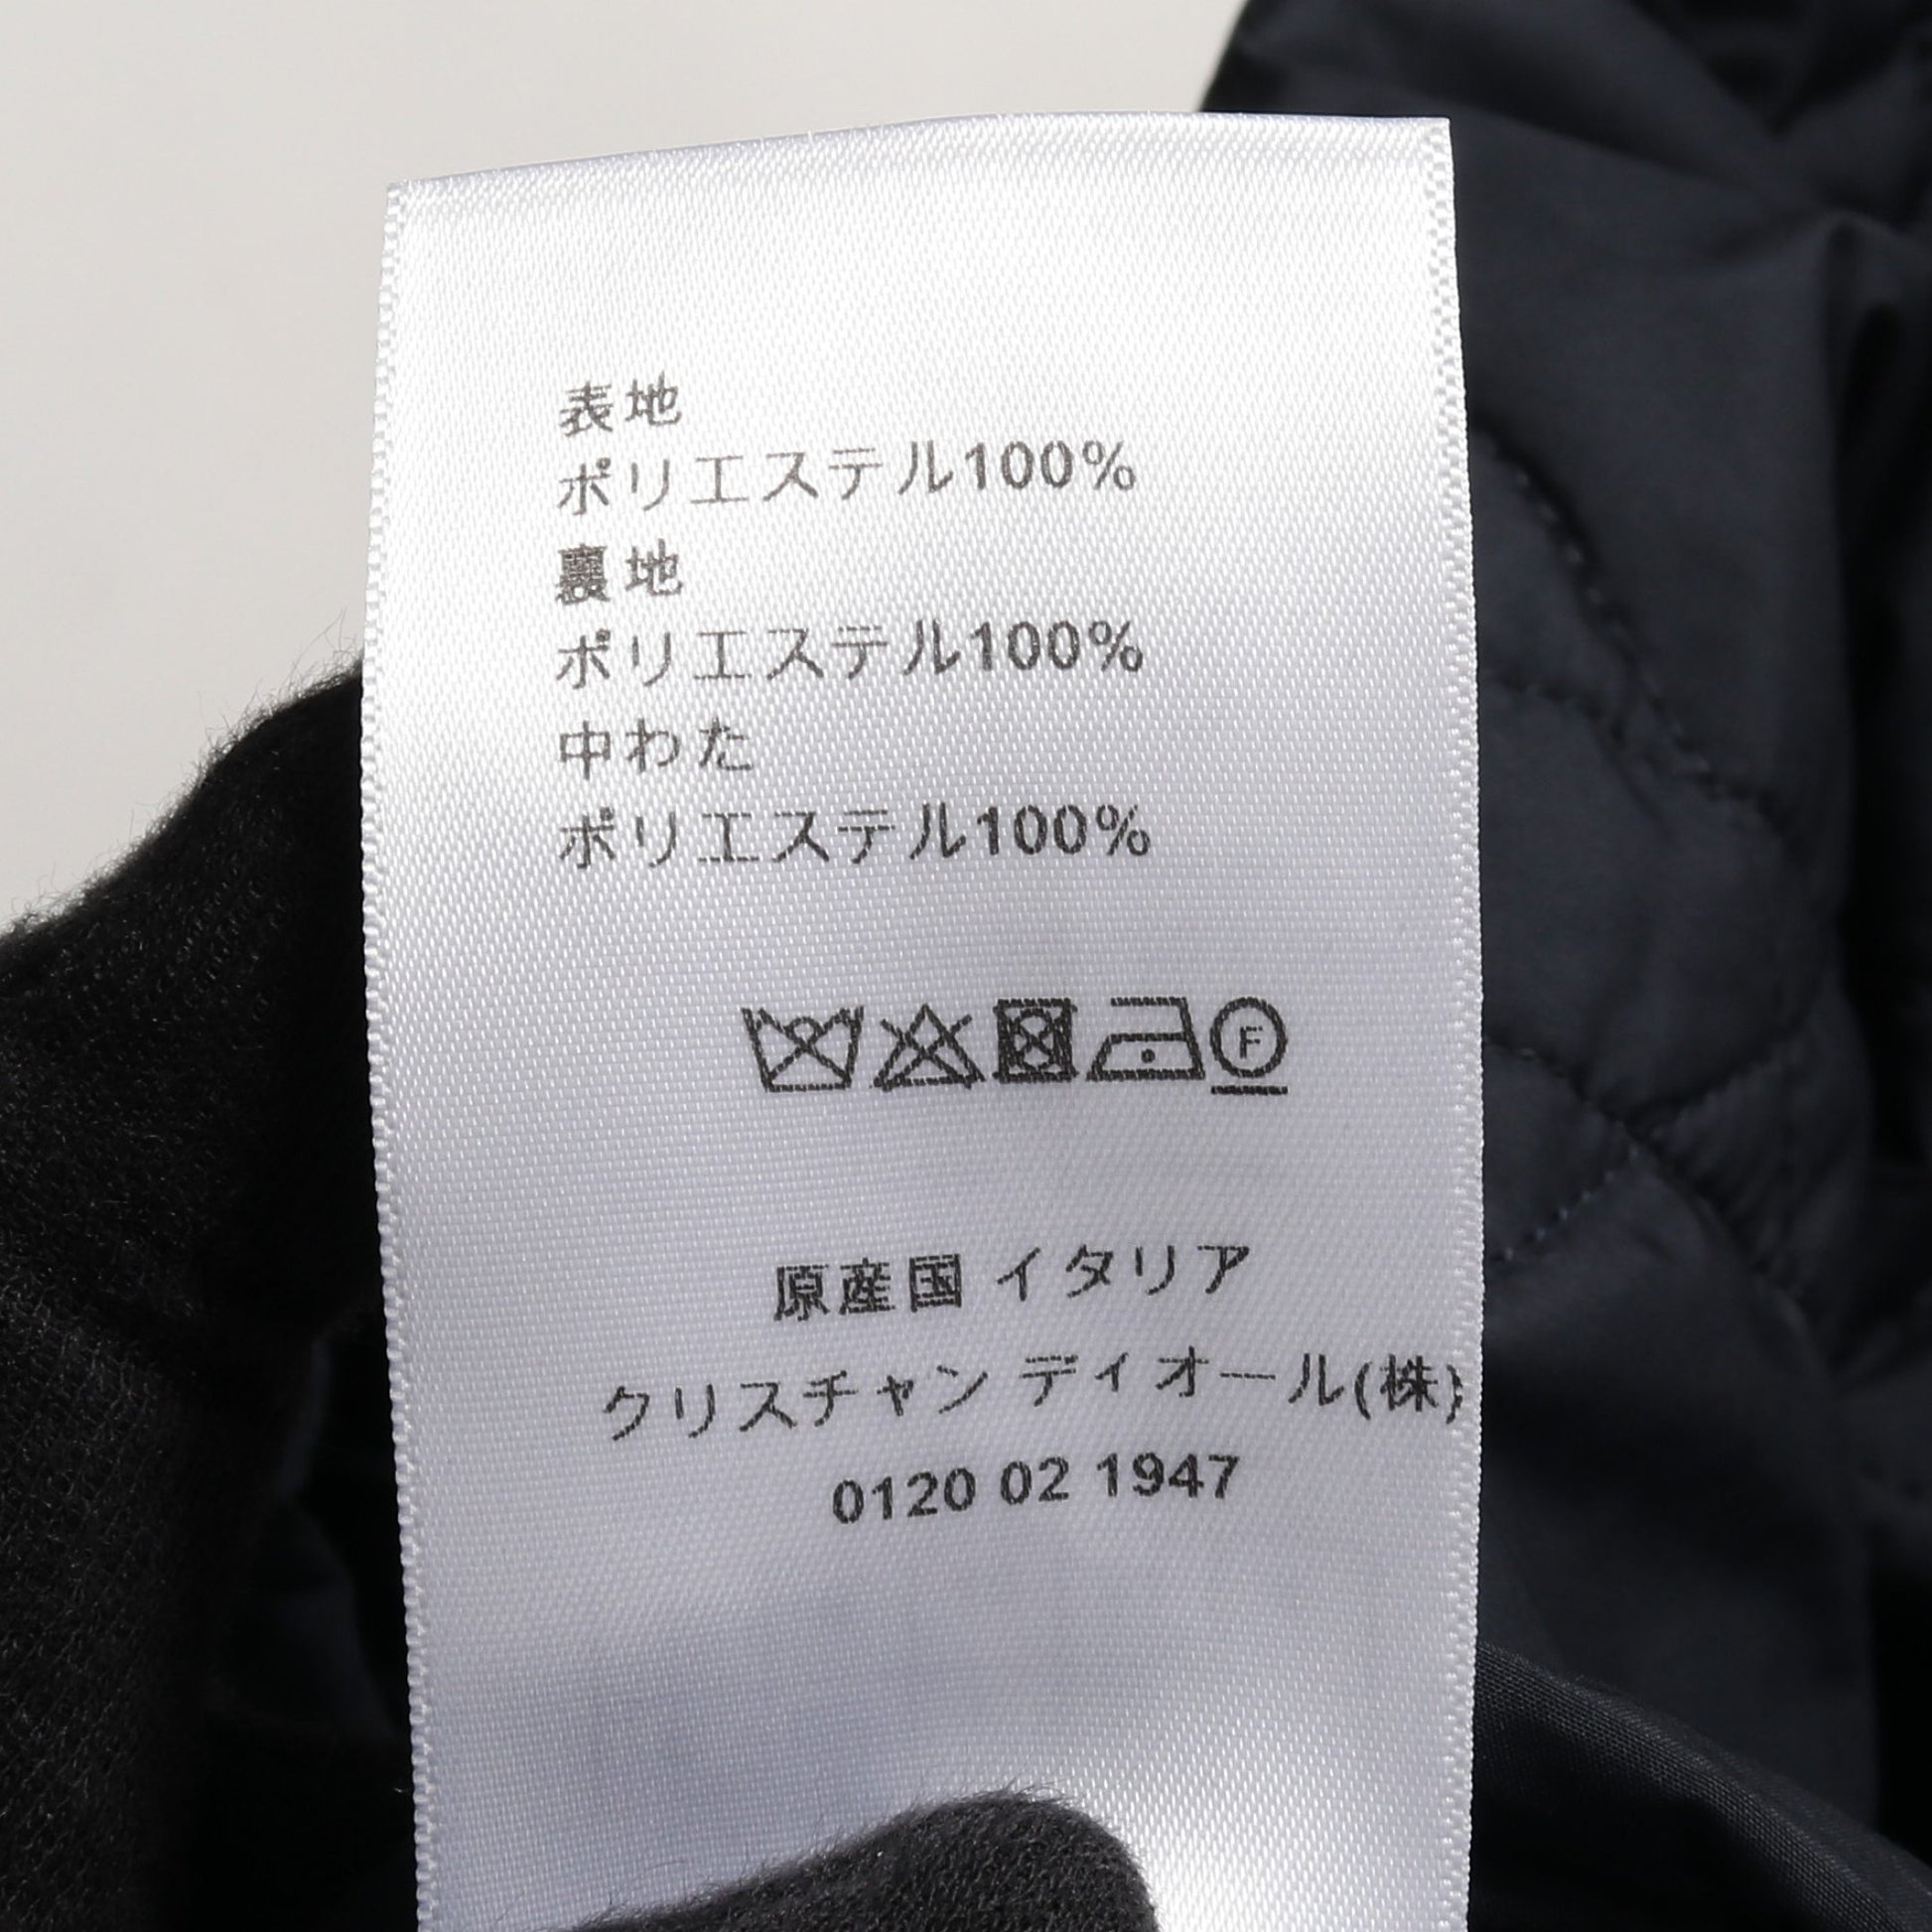 表地
ポリエステル100%
裏地
ポリエステル100%
中わた
ポリエステル100%
F
原産国 イタリア
クリスチャン ディオール(株)
0120 02 1947